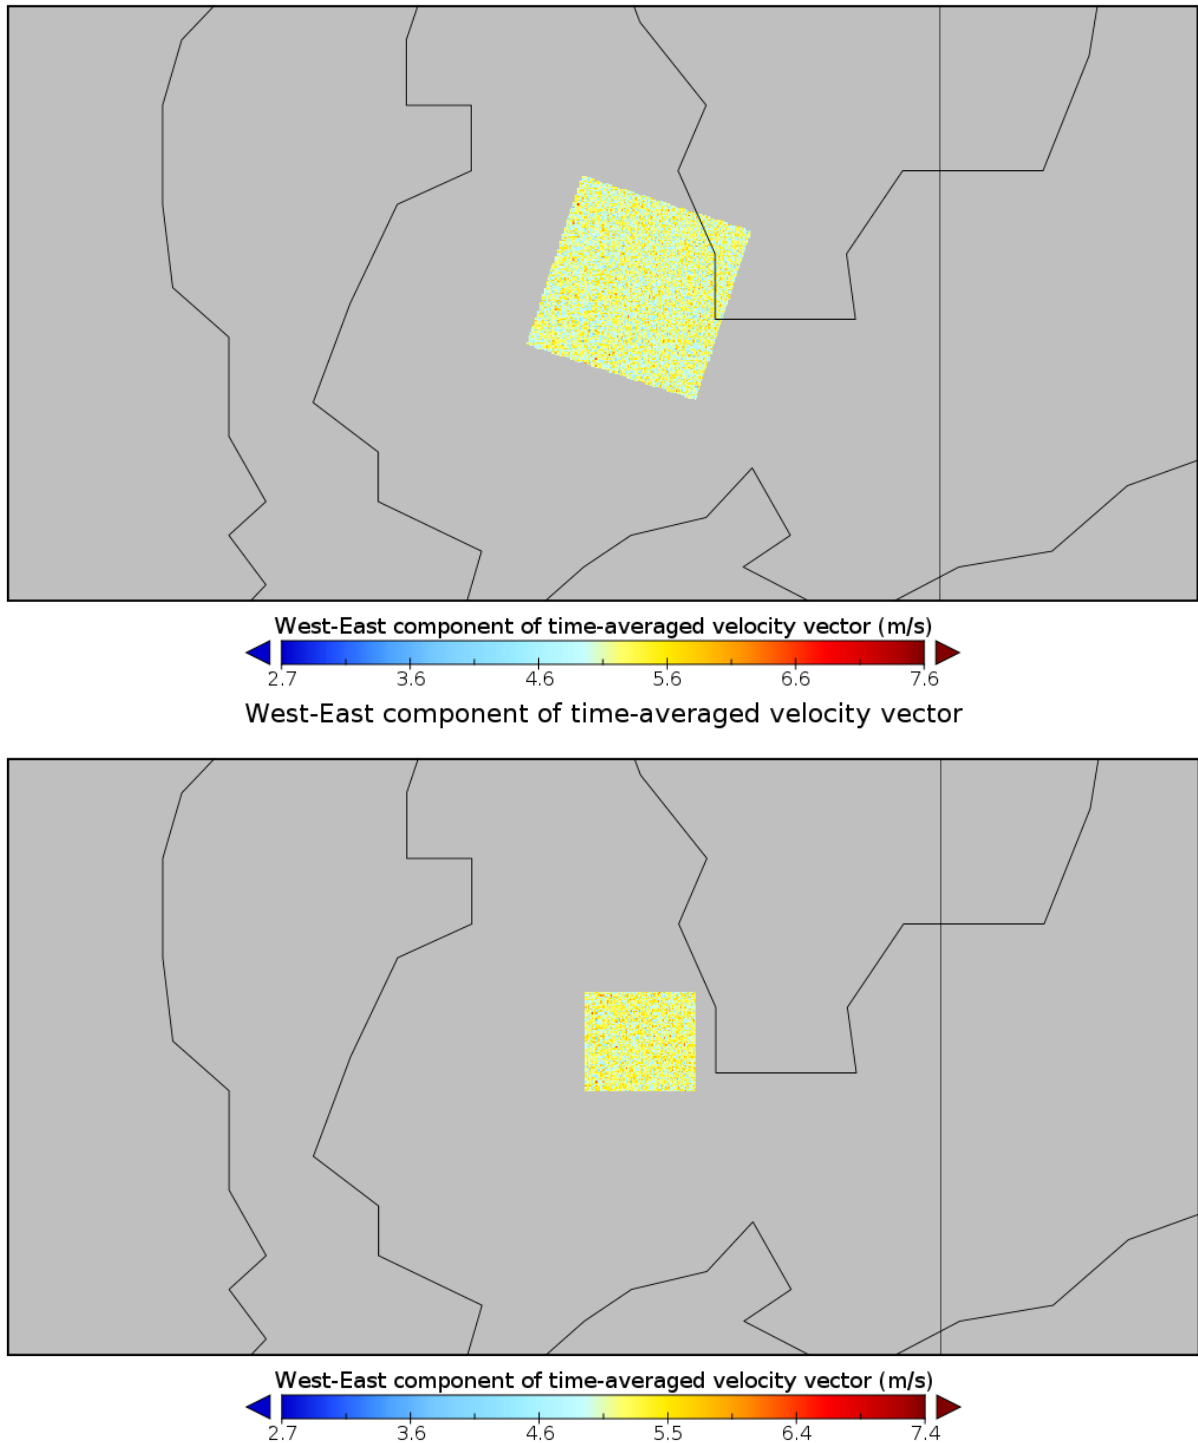 West-East component of time-averaged velocity vector (m/s)
2.7 3.6 4.6 5.6 6.6 7.6
West-East component of time-averaged velocity vector
West-East component of time-averaged velocity vector (m/s)
2.7 3.6 4.6 5.5 6.4 7.4